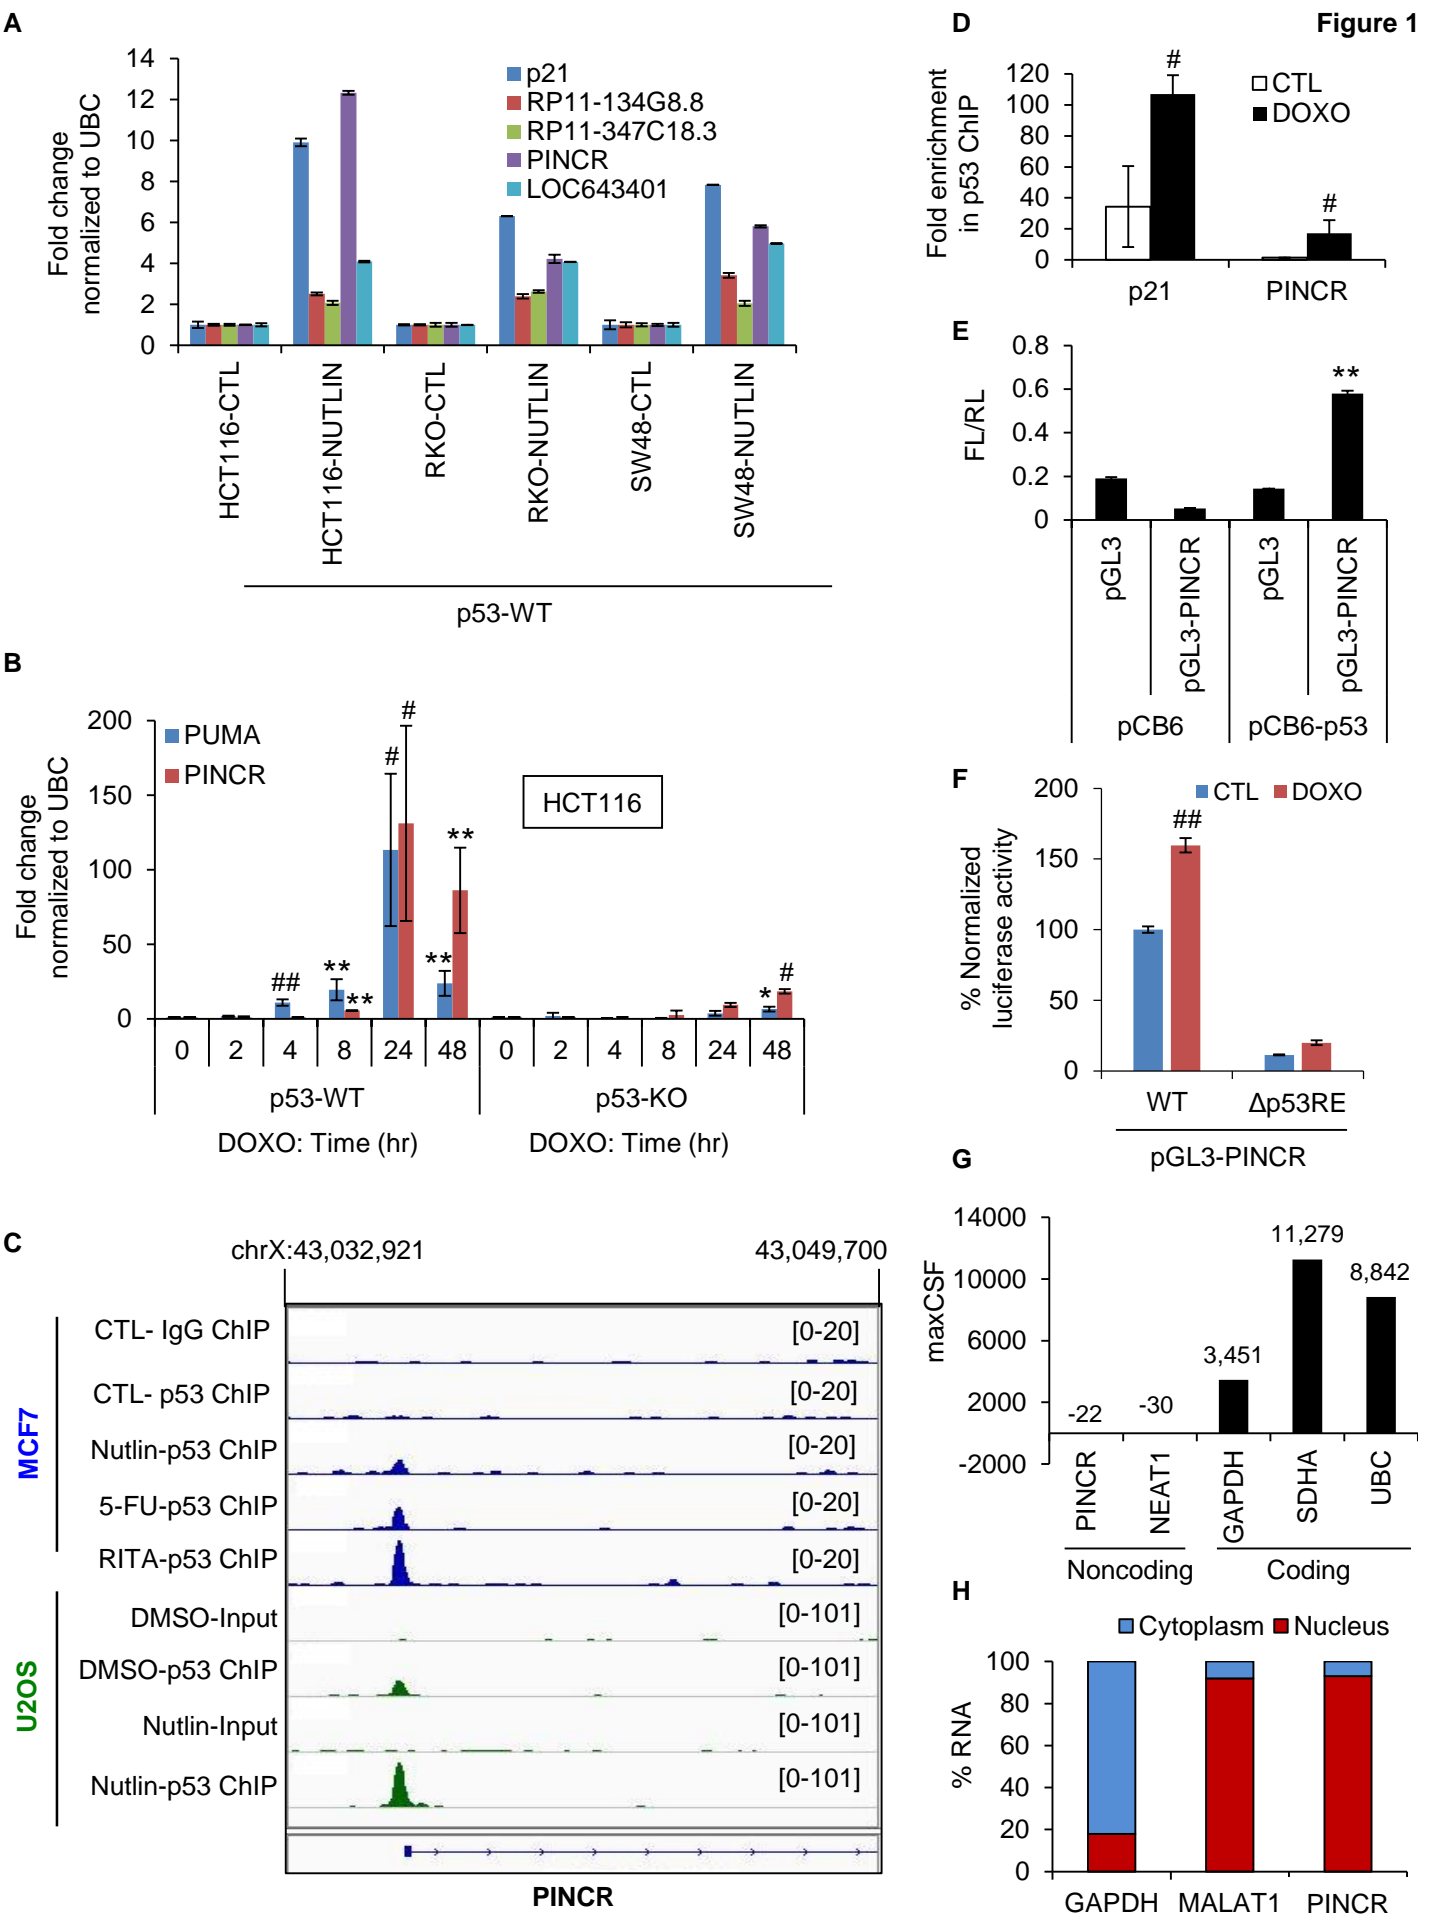 Figure 1
A
Fold change
normalized to UBC
14
12
10
8
6
4
2
0
p21
RP11-134G8.8
RP11-347C18.3
PINCR
LOC643401
HCT116-CTL
HCT116-NUTLIN
RKO-CTL
RKO-NUTLIN
SW48-CTL
SW48-NUTLIN
p53-WT
B
Fold change
normalized to UBC
200
150
100
50
0
PUMA
PINCR
HCT116
##
**
**
#
#
**
**
*
#
0 2 4 8 24 48 0 2 4 8 24 48
p53-WT p53-KO
DOXO: Time (hr) DOXO: Time (hr)
C
chrX:43,032,921 43,049,700
MCF7
CTL- IgG ChIP [0-20]
CTL- p53 ChIP [0-20]
Nutlin-p53 ChIP [0-20]
5-FU-p53 ChIP [0-20]
RITA-p53 ChIP [0-20]
U2OS
DMSO-Input [0-101]
DMSO-p53 ChIP [0-101]
Nutlin-Input [0-101]
Nutlin-p53 ChIP [0-101]
PINCR
D
Fold enrichment
in p53 ChIP
120
100
80
60
40
20
0
#
#
CTL
DOXO
p21 PINCR
E
FL/RL
0.8
0.6
0.4
0.2
0
**
pGL3
pGL3-PINCR
pGL3
pGL3-PINCR
pCB6 pCB6-p53
F
% Normalized
luciferase activity
200
150
100
50
0
CTL DOXO
##
WT Δp53RE
pGL3-PINCR
G
maxCSF
14000
10000
6000
2000
-2000
-22
-30
3,451
11,279
8,842
PINCR
NEAT1
GAPDH
SDHA
UBC
Noncoding Coding
H
Cytoplasm Nucleus
% RNA
100
80
60
40
20
0
GAPDH MALAT1 PINCR